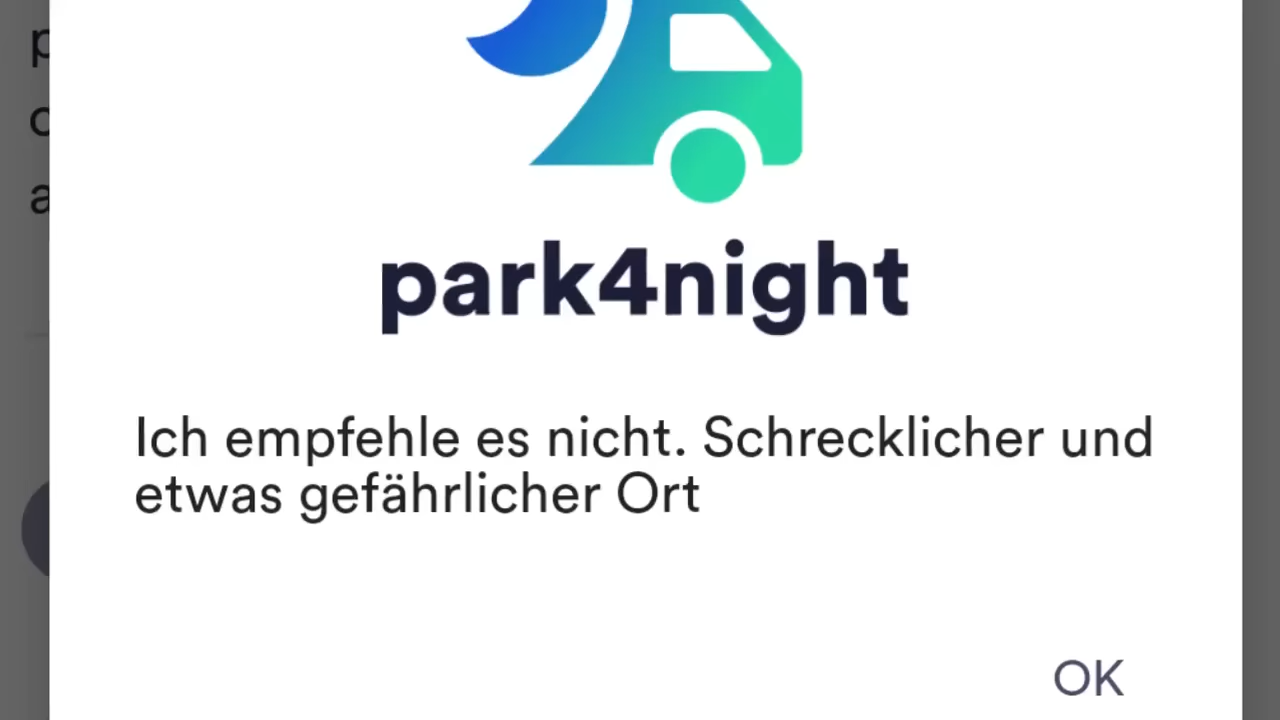 p
a
park4night
Ich empfehle es nicht. Schrecklicher und
etwas gefährlicher Ort
OK